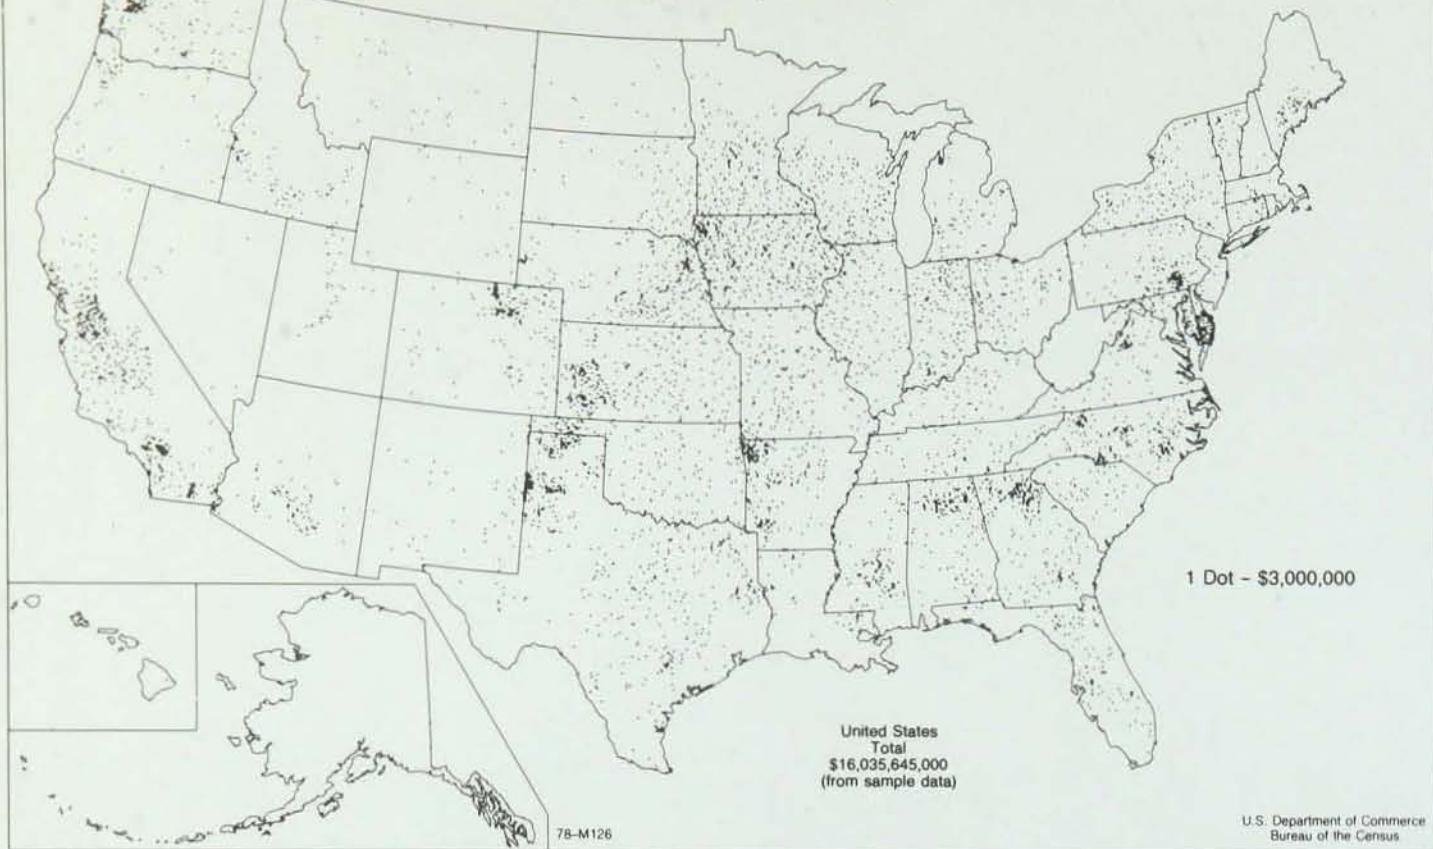 1 Dot - $3,000,000
United States
Total
$16,035,645,000
(from sample data)
78-M126
U.S. Department of Commerce
Bureau of the Census